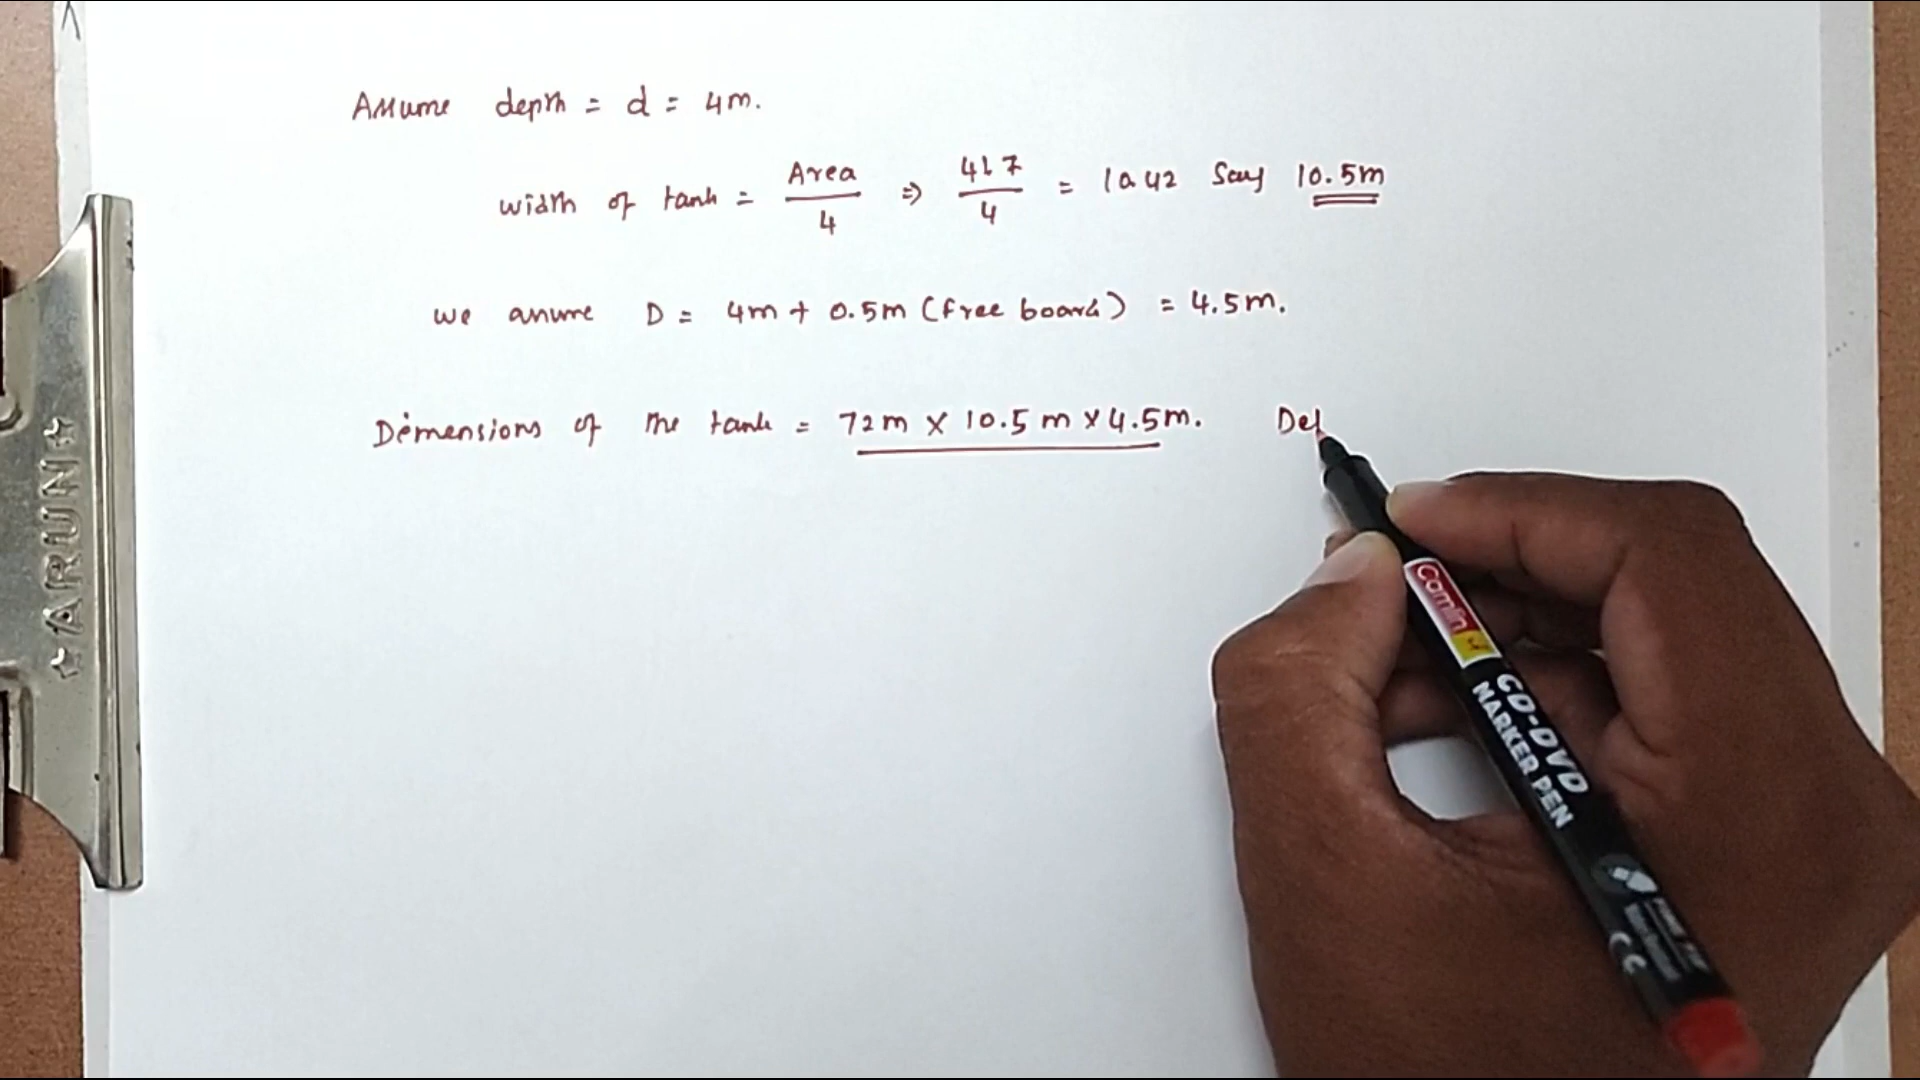 Assume depth = d = 4m.
width of tank = Area / 4 ⇒ 417 / 4 = 10.42 Say 10.5m
we assume D = 4m + 0.5m (free board) = 4.5m.
Dimensions of the tank = 72m x 10.5 m x 4.5m. Det
ARUN
Camlin
CD-DVD
MARKER PEN
CE